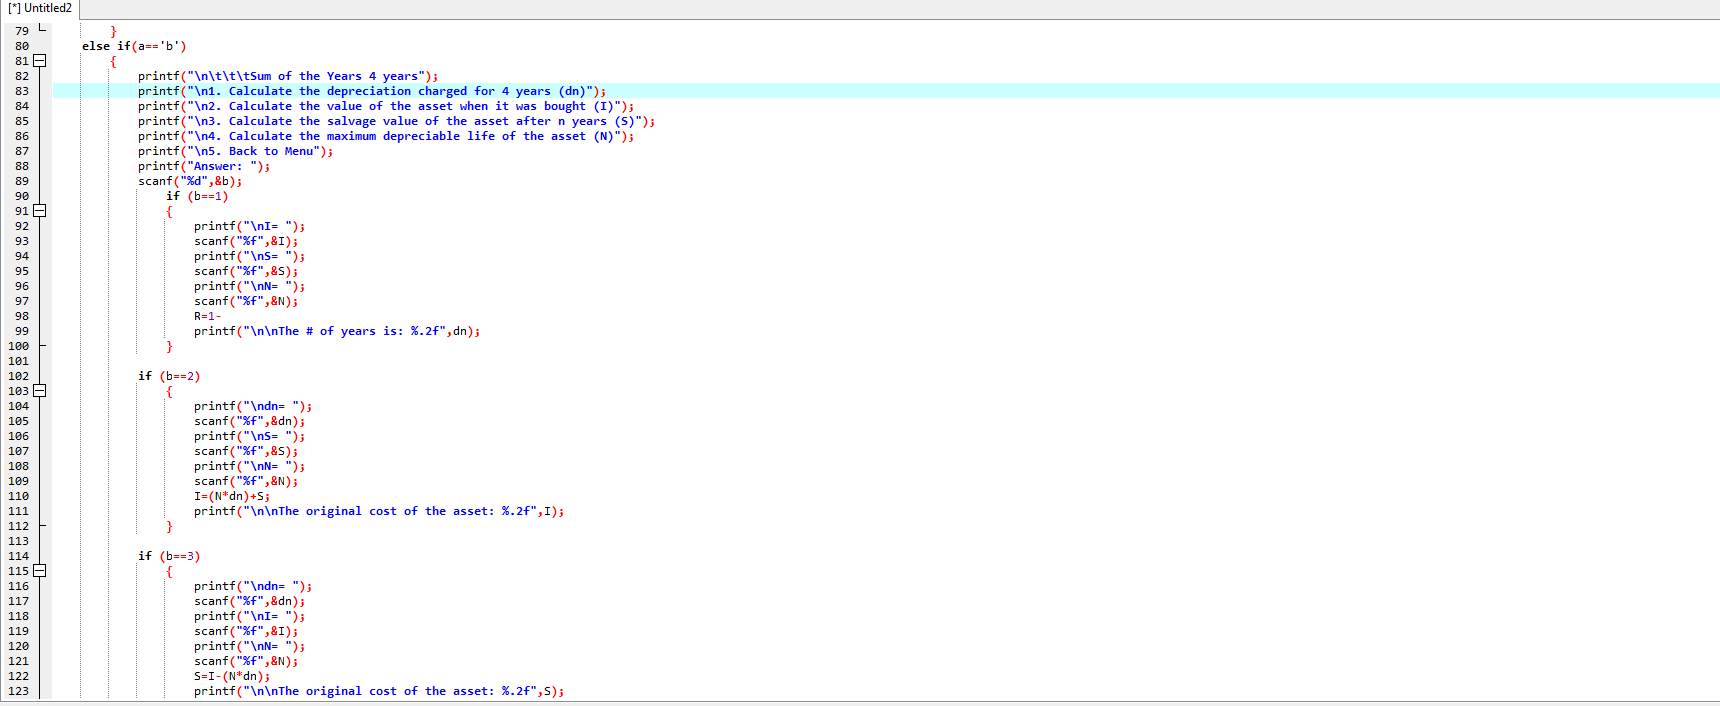 [*] Untitled2
79 }
80 else if(a=='b')
81 {
82 printf("\n\t\t\tSum of the Years 4 years");
83 printf("\n1. Calculate the depreciation charged for 4 years (dn)");
84 printf("\n2. Calculate the value of the asset when it was bought (I)");
85 printf("\n3. Calculate the salvage value of the asset after n years (S)");
86 printf("\n4. Calculate the maximum depreciable life of the asset (N)");
87 printf("\n5. Back to Menu");
88 printf("Answer: ");
89 scanf("%d",&b);
90 if (b==1)
91 {
92 printf("\nI= ");
93 scanf("%f",&I);
94 printf("\nS= ");
95 scanf("%f",&S);
96 printf("\nN= ");
97 scanf("%f",&N);
98 R=1-
99 printf("\n\nThe # of years is: %.2f",dn);
100 }
101
102 if (b==2)
103 {
104 printf("\ndn= ");
105 scanf("%f",&dn);
106 printf("\nS= ");
107 scanf("%f",&S);
108 printf("\nN= ");
109 scanf("%f",&N);
110 I=(N*dn)+S;
111 printf("\n\nThe original cost of the asset: %.2f",I);
112 }
113
114 if (b==3)
115 {
116 printf("\ndn= ");
117 scanf("%f",&dn);
118 printf("\nI= ");
119 scanf("%f",&I);
120 printf("\nN= ");
121 scanf("%f",&N);
122 S=I-(N*dn);
123 printf("\n\nThe original cost of the asset: %.2f",S);